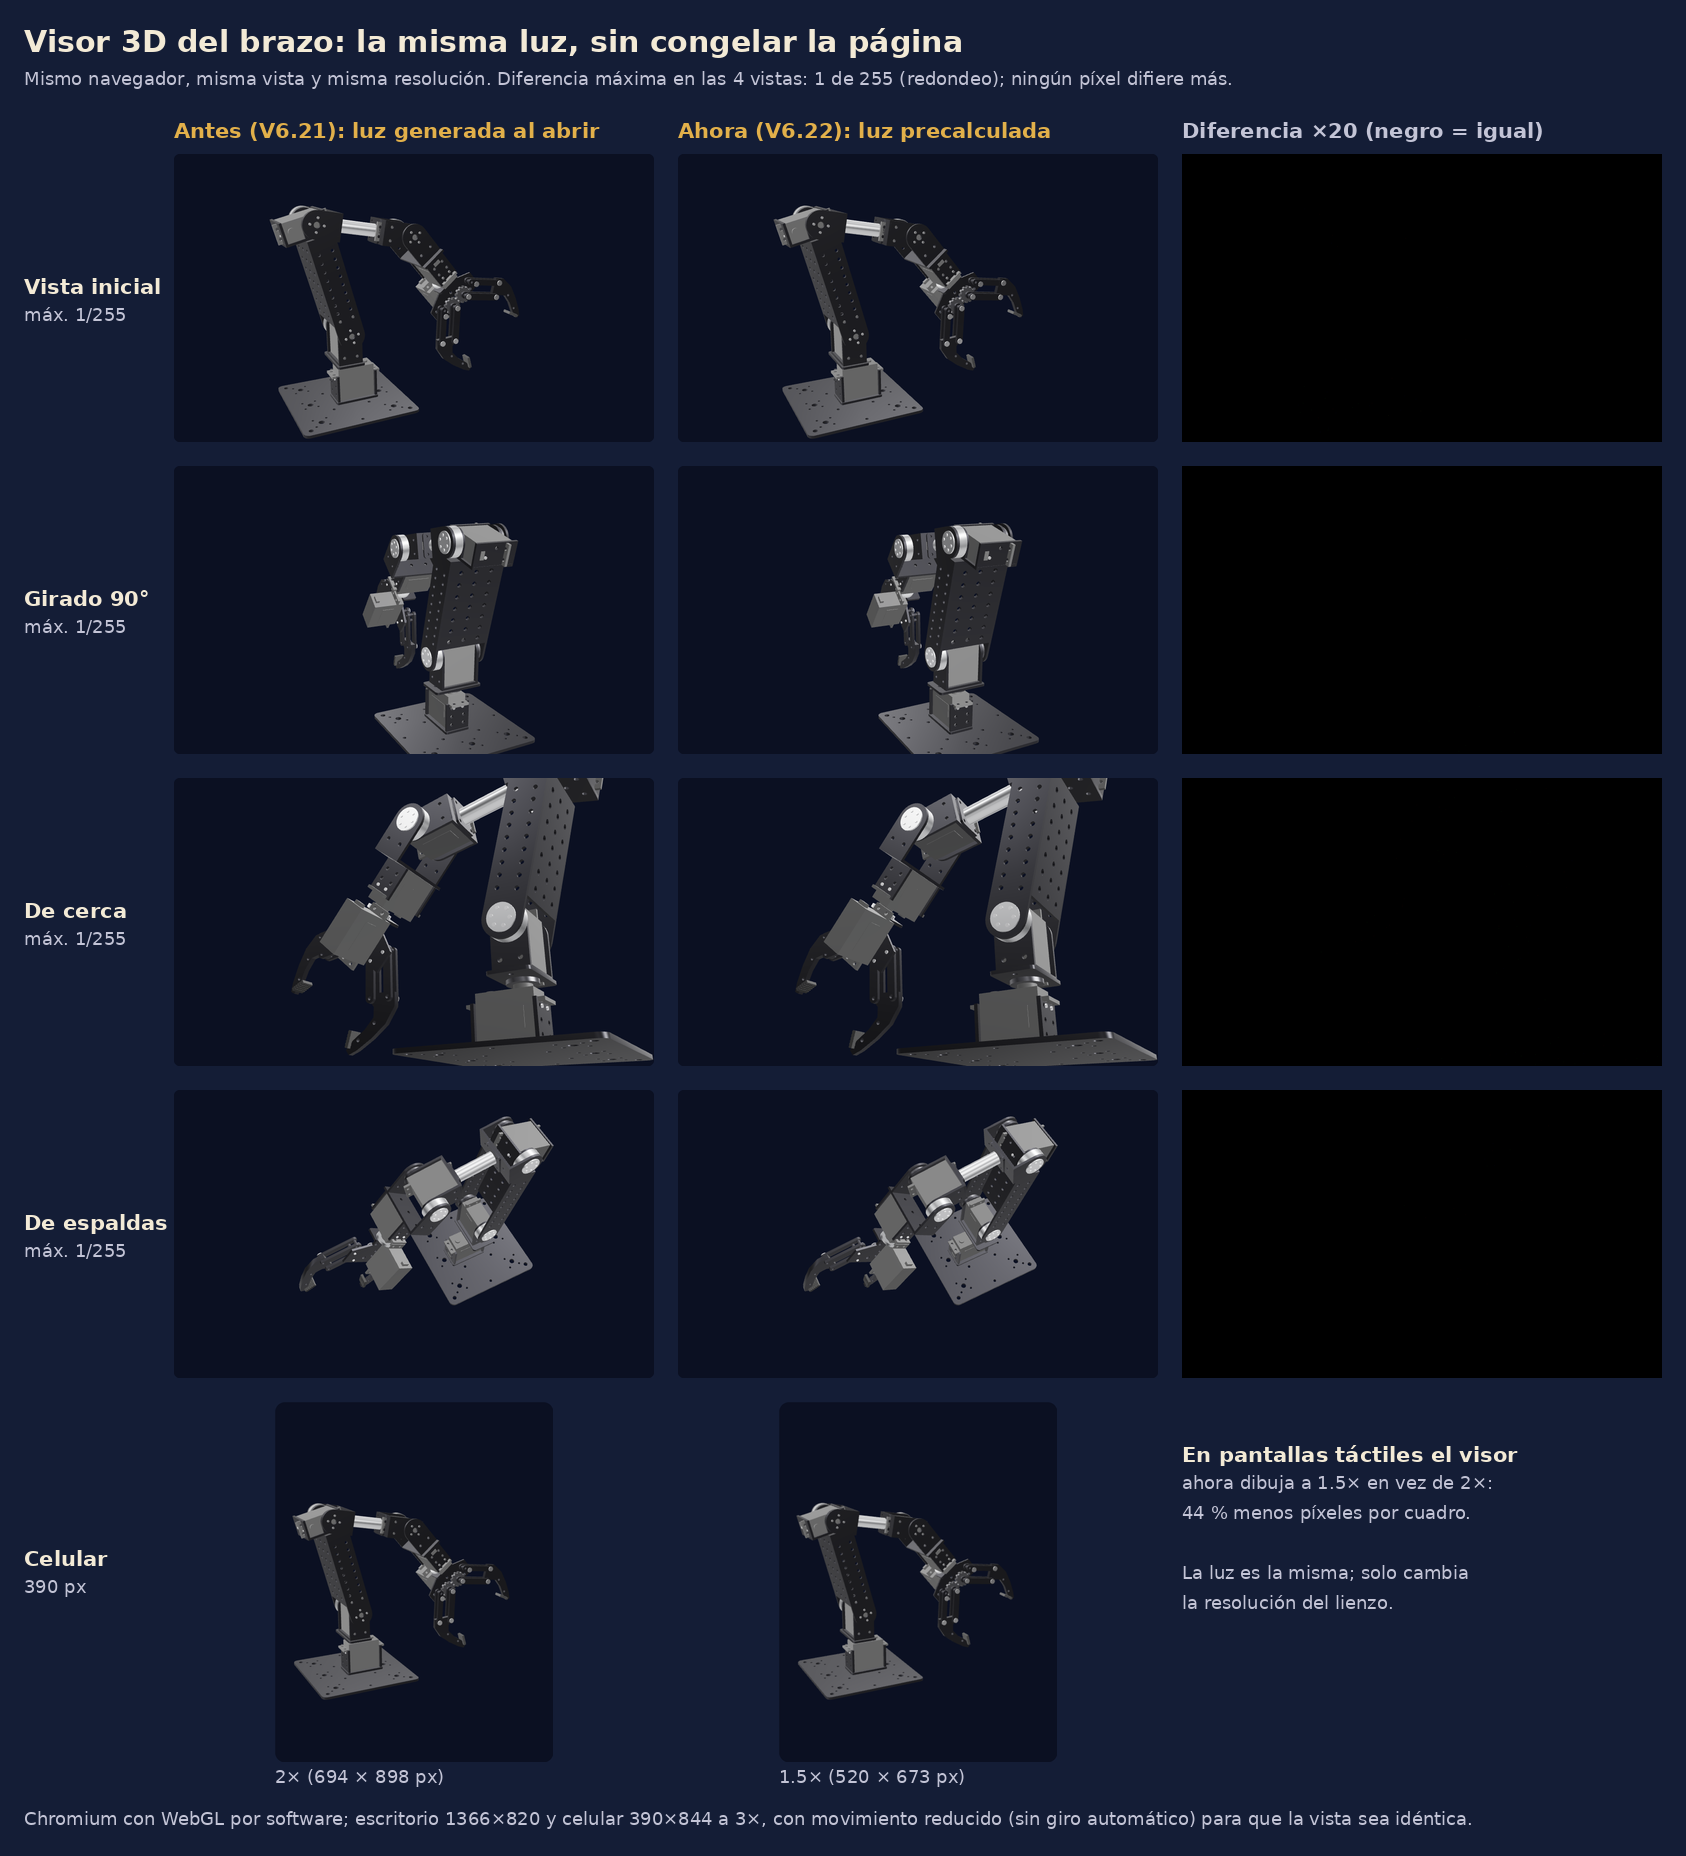 Visor 3D del brazo: la misma luz, sin congelar la página
Mismo navegador, misma vista y misma resolución. Diferencia máxima en las 4 vistas: 1 de 255 (redondeo); ningún píxel difiere más.
Antes (V6.21): luz generada al abrir
Ahora (V6.22): luz precalculada
Diferencia ×20 (negro = igual)
Vista inicial
máx. 1/255
Girado 90°
máx. 1/255
De cerca
máx. 1/255
De espaldas
máx. 1/255
Celular
390 px
En pantallas táctiles el visor
ahora dibuja a 1.5× en vez de 2×:
44 % menos píxeles por cuadro.
La luz es la misma; solo cambia
la resolución del lienzo.
2× (694 × 898 px)
1.5× (520 × 673 px)
Chromium con WebGL por software; escritorio 1366×820 y celular 390×844 a 3×, con movimiento reducido (sin giro automático) para que la vista sea idéntica.